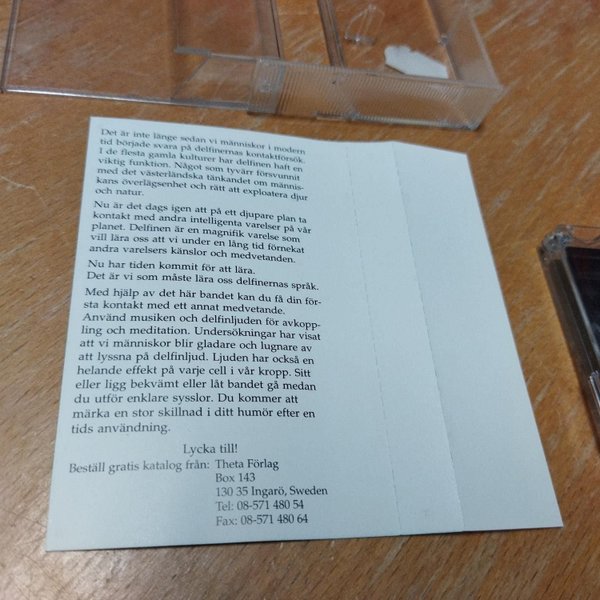 Det är inte länge sedan vi människor i modern
tid började svara på delfinernas kontaktförsök.
I de flesta gamla kulturer har delfinen haft en
viktig funktion. Något som tyvärr försvunnit
med det västerländska tänkandet om männis-
kans överlägsenhet och rätt att exploatera djur
och natur.
Nu är det dags igen att på ett djupare plan ta
kontakt med andra intelligenta varelser på vår
planet. Delfinen är en magnifik varelse som
vill lära oss att vi under en lång tid förnekat
andra varelsers känslor och medvetanden.
Nu har tiden kommit för att lära.
Det är vi som måste lära oss delfinernas språk.
Med hjälp av det här bandet kan du få din för-
sta kontakt med ett annat medvetande.
Använd musiken och delfinljuden för avkopp-
ling och meditation. Undersökningar har visat
att vi människor blir gladare och lugnare av
att lyssna på delfinljud. Ljuden har också en
helande effekt på varje cell i vår kropp. Sitt
eller ligg bekvämt eller låt bandet gå medan
du utför enklare sysslor. Du kommer att
märka en stor skillnad i ditt humör efter en
tids användning.
Lycka till!
Beställ gratis katalog från: Theta Förlag
Box 143
130 35 Ingarö, Sweden
Tel: 08-571 480 54
Fax: 08-571 480 64